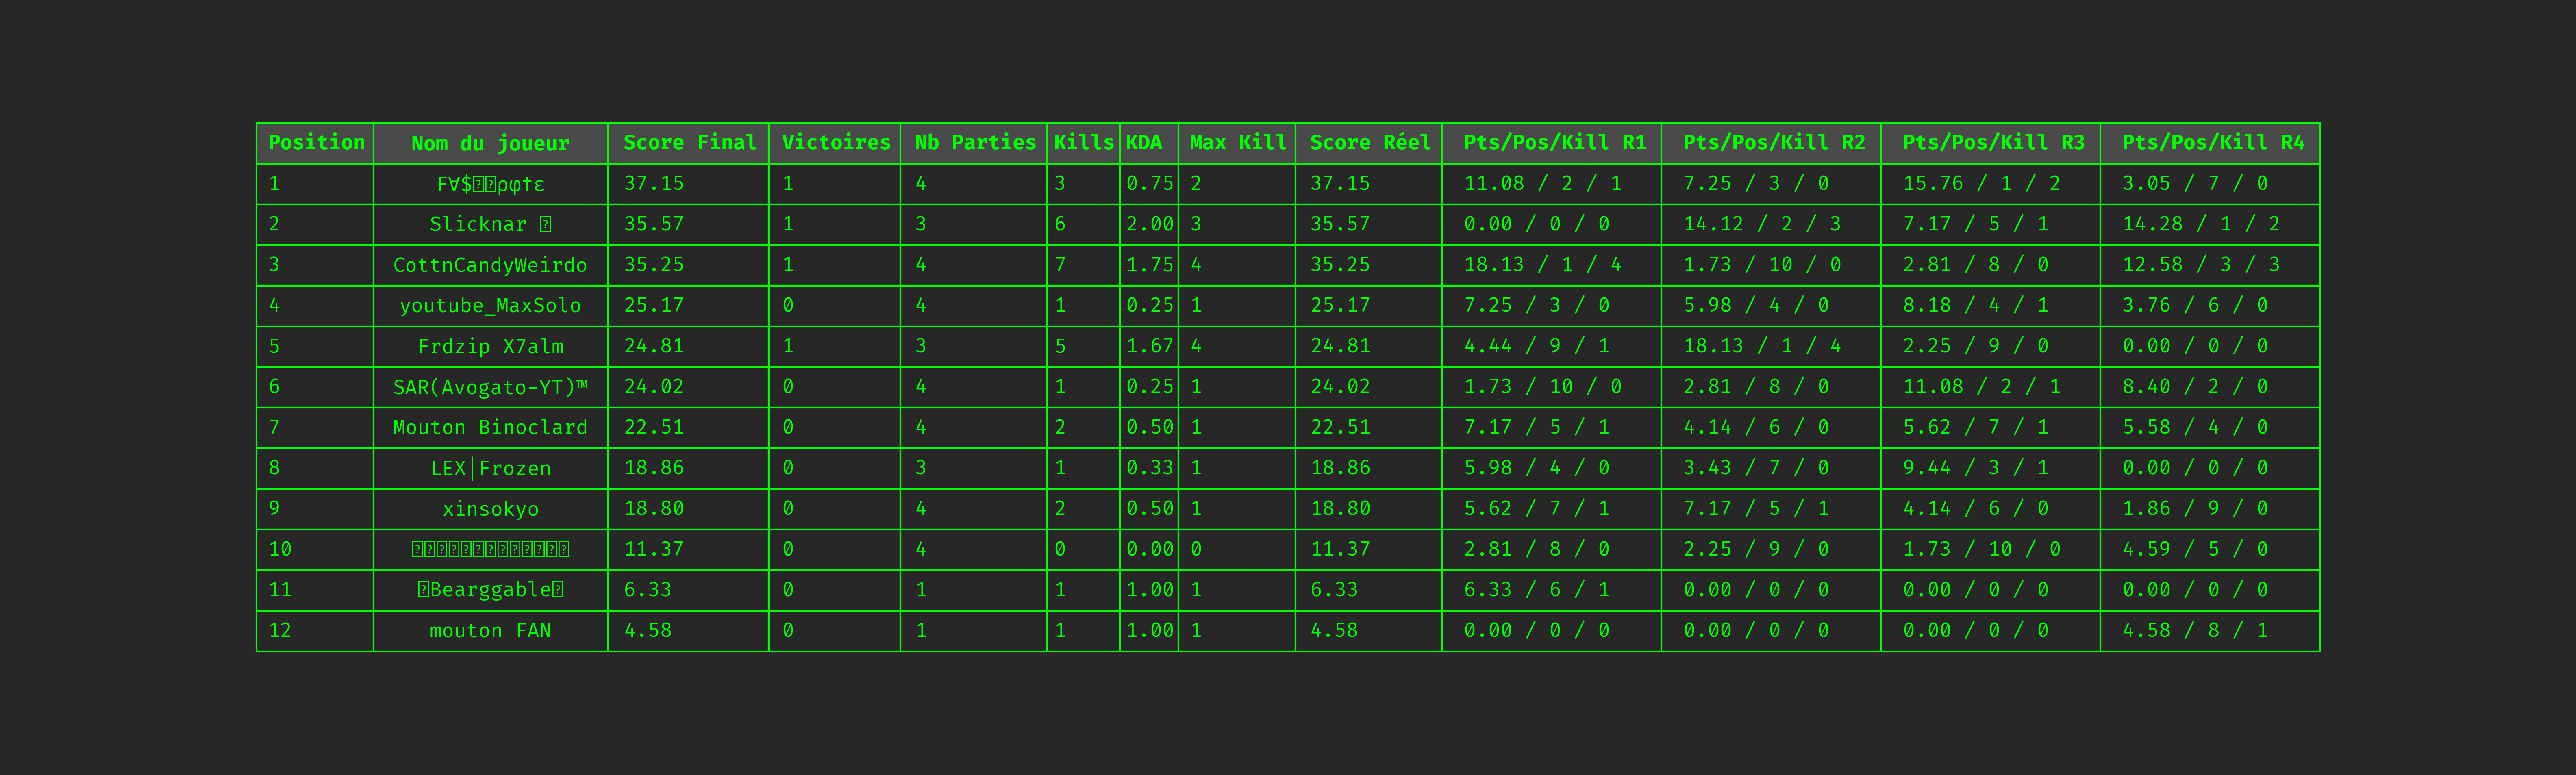 Position Nom du joueur Score Final Victoires Nb Parties Kills KDA Max Kill Score Réel Pts/Pos/Kill R1 Pts/Pos/Kill R2 Pts/Pos/Kill R3 Pts/Pos/Kill R4
1 F∀$⍰⍰ρφ†ε 37.15 1 4 3 0.75 2 37.15 11.08 / 2 / 1 7.25 / 3 / 0 15.76 / 1 / 2 3.05 / 7 / 0
2 Slicknar ⍰ 35.57 1 3 6 2.00 3 35.57 0.00 / 0 / 0 14.12 / 2 / 3 7.17 / 5 / 1 14.28 / 1 / 2
3 CottnCandyWeirdo 35.25 1 4 7 1.75 4 35.25 18.13 / 1 / 4 1.73 / 10 / 0 2.81 / 8 / 0 12.58 / 3 / 3
4 youtube_MaxSolo 25.17 0 4 1 0.25 1 25.17 7.25 / 3 / 0 5.98 / 4 / 0 8.18 / 4 / 1 3.76 / 6 / 0
5 Frdzip X7alm 24.81 1 3 5 1.67 4 24.81 4.44 / 9 / 1 18.13 / 1 / 4 2.25 / 9 / 0 0.00 / 0 / 0
6 SAR(Avogato-YT)™ 24.02 0 4 1 0.25 1 24.02 1.73 / 10 / 0 2.81 / 8 / 0 11.08 / 2 / 1 8.40 / 2 / 0
7 Mouton Binoclard 22.51 0 4 2 0.50 1 22.51 7.17 / 5 / 1 4.14 / 6 / 0 5.62 / 7 / 1 5.58 / 4 / 0
8 LEX|Frozen 18.86 0 3 1 0.33 1 18.86 5.98 / 4 / 0 3.43 / 7 / 0 9.44 / 3 / 1 0.00 / 0 / 0
9 xinsokyo 18.80 0 4 2 0.50 1 18.80 5.62 / 7 / 1 7.17 / 5 / 1 4.14 / 6 / 0 1.86 / 9 / 0
10 ⍰⍰⍰⍰⍰⍰⍰⍰⍰⍰⍰⍰⍰ 11.37 0 4 0 0.00 0 11.37 2.81 / 8 / 0 2.25 / 9 / 0 1.73 / 10 / 0 4.59 / 5 / 0
11 ⍰Bearggable⍰ 6.33 0 1 1 1.00 1 6.33 6.33 / 6 / 1 0.00 / 0 / 0 0.00 / 0 / 0 0.00 / 0 / 0
12 mouton FAN 4.58 0 1 1 1.00 1 4.58 0.00 / 0 / 0 0.00 / 0 / 0 0.00 / 0 / 0 4.58 / 8 / 1